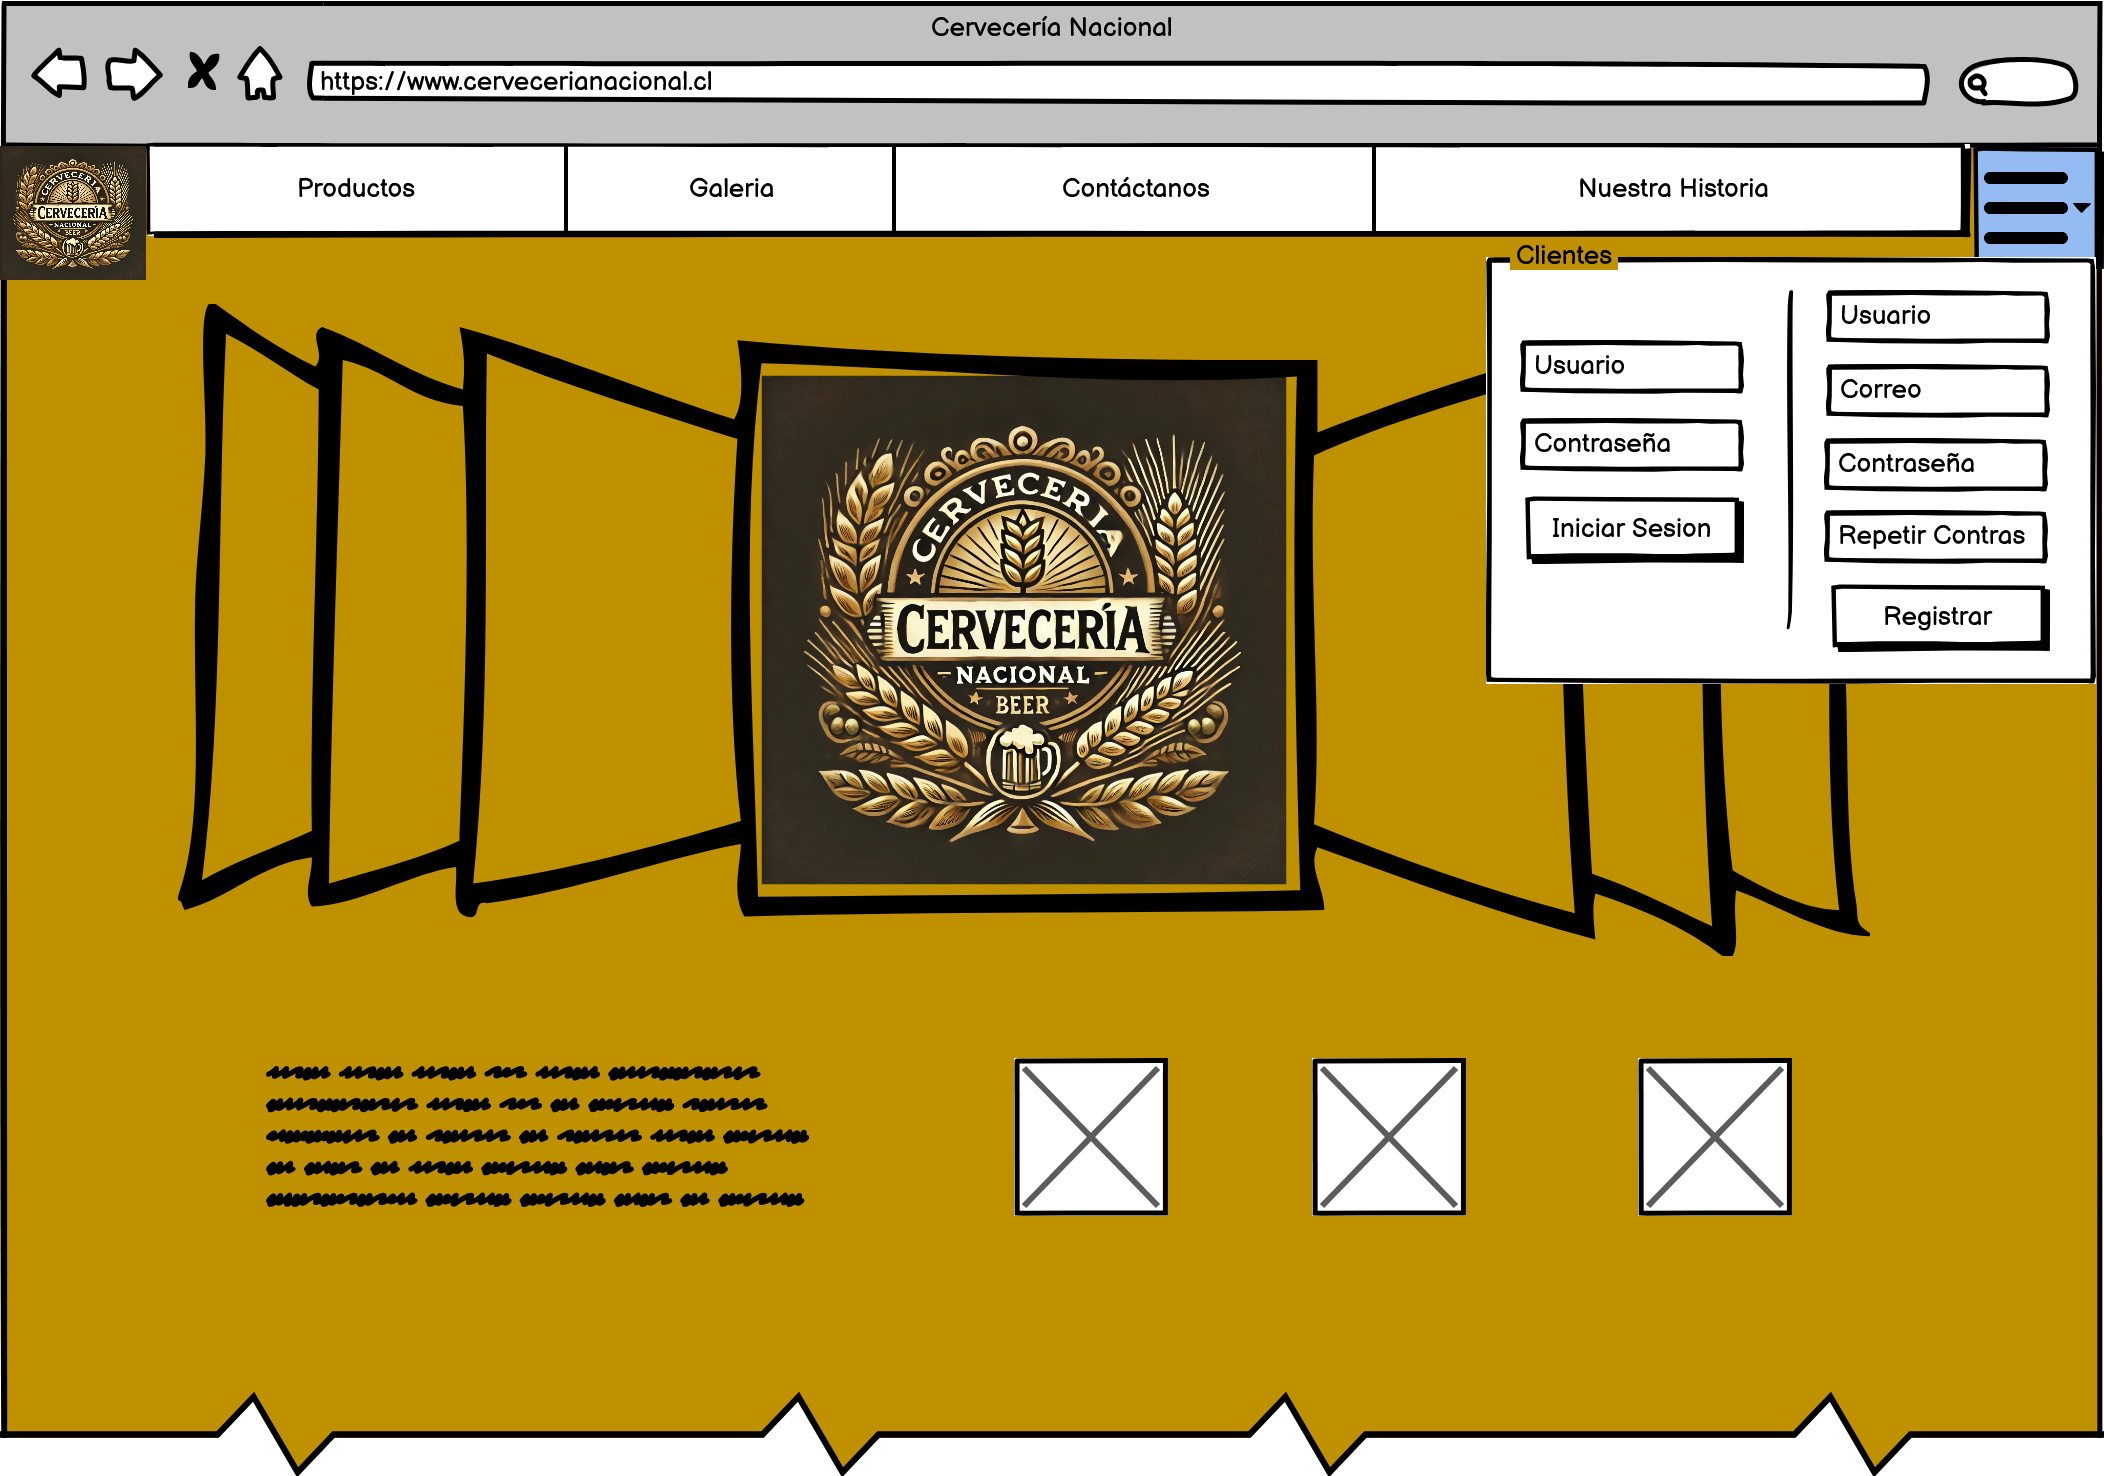 Cervecería Nacional
https://www.cervecerianacional.cl
CERVECERIA
CERVECERÍA
NACIONAL
BEER
Productos
Galeria
Contáctanos
Nuestra Historia
Clientes
Usuario
Contraseña
Iniciar Sesion
Usuario
Correo
Contraseña
Repetir Contras
Registrar
CERVECERIA
CERVECERÍA
NACIONAL
BEER